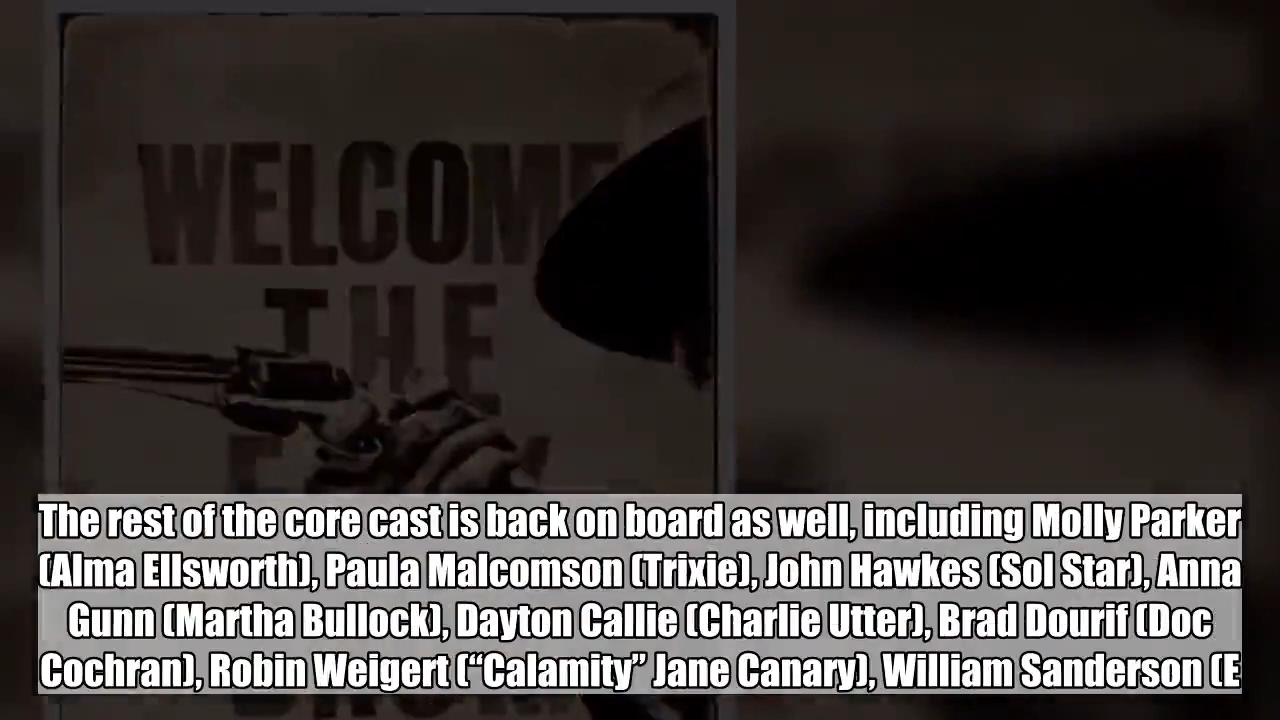 WELCOME
THE
The rest of the core cast is back on board as well, including Molly Parker
(Alma Ellsworth), Paula Malcomson (Trixie), John Hawkes (Sol Star), Anna
Gunn (Martha Bullock), Dayton Callie (Charlie Utter), Brad Dourif (Doc
Cochran), Robin Weigert (“Calamity” Jane Canary), William Sanderson (E